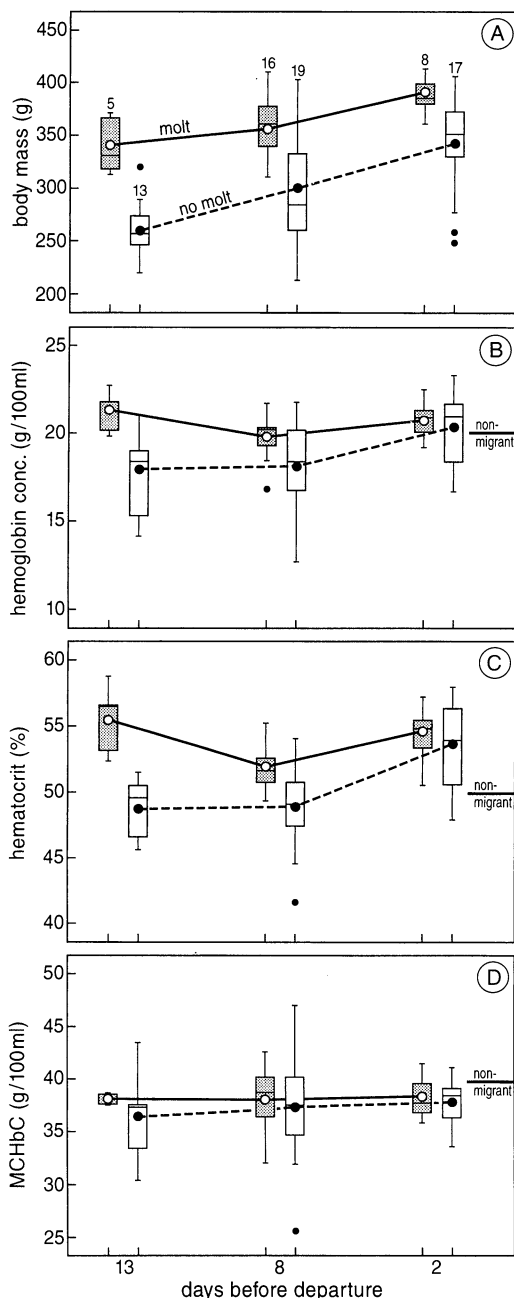 A
450
400
350
300
250
200
body mass (g)
5
16
8
19
17
13
molt
no molt
B
25
20
15
10
hemoglobin conc. (g/100ml)
non-
migrant
C
60
55
50
45
40
hematocrit (%)
non-
migrant
D
50
45
40
35
30
25
MCHbC (g/100ml)
non-
migrant
13
8
2
days before departure